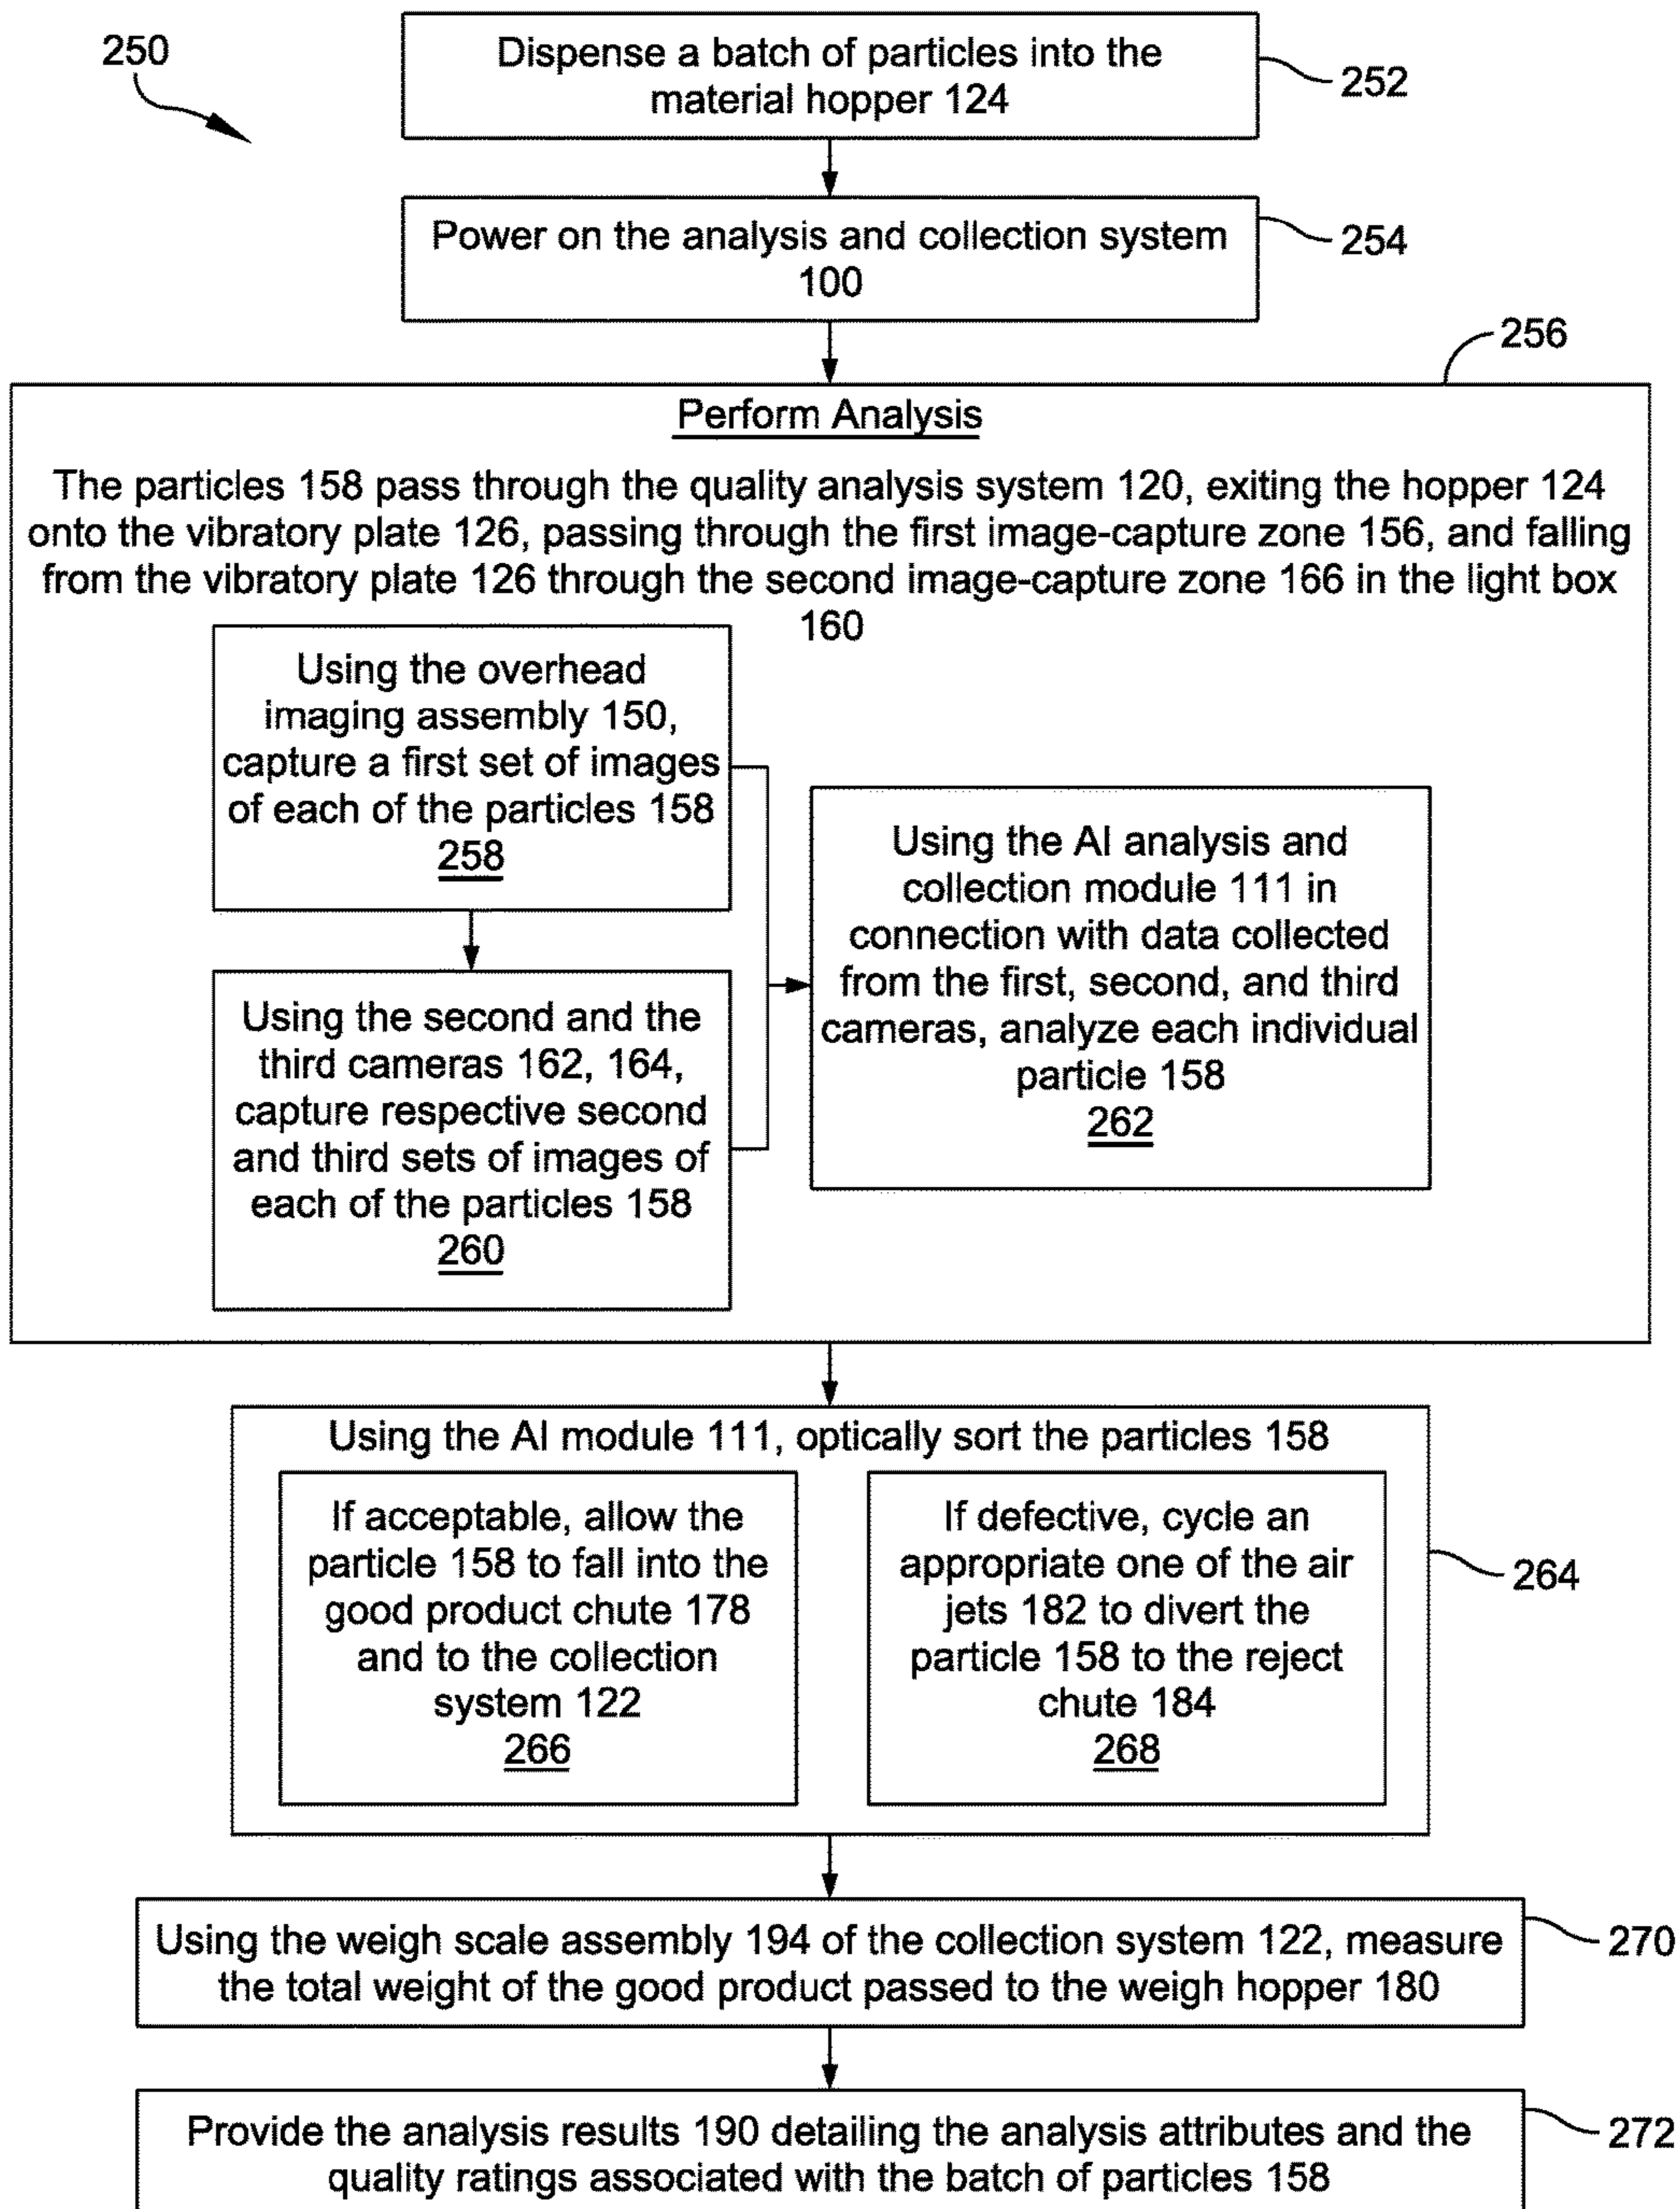 250
Dispense a batch of particles into the
material hopper 124
252
Power on the analysis and collection system
100
254
256
Perform Analysis
The particles 158 pass through the quality analysis system 120, exiting the hopper 124
onto the vibratory plate 126, passing through the first image-capture zone 156, and falling
from the vibratory plate 126 through the second image-capture zone 166 in the light box
160
Using the overhead
imaging assembly 150,
capture a first set of images
of each of the particles 158
258
Using the second and the
third cameras 162, 164,
capture respective second
and third sets of images of
each of the particles 158
260
Using the AI analysis and
collection module 111 in
connection with data collected
from the first, second, and third
cameras, analyze each individual
particle 158
262
Using the AI module 111, optically sort the particles 158
If acceptable, allow the
particle 158 to fall into the
good product chute 178
and to the collection
system 122
266
If defective, cycle an
appropriate one of the air
jets 182 to divert the
particle 158 to the reject
chute 184
268
264
Using the weigh scale assembly 194 of the collection system 122, measure
the total weight of the good product passed to the weigh hopper 180
270
Provide the analysis results 190 detailing the analysis attributes and the
quality ratings associated with the batch of particles 158
272